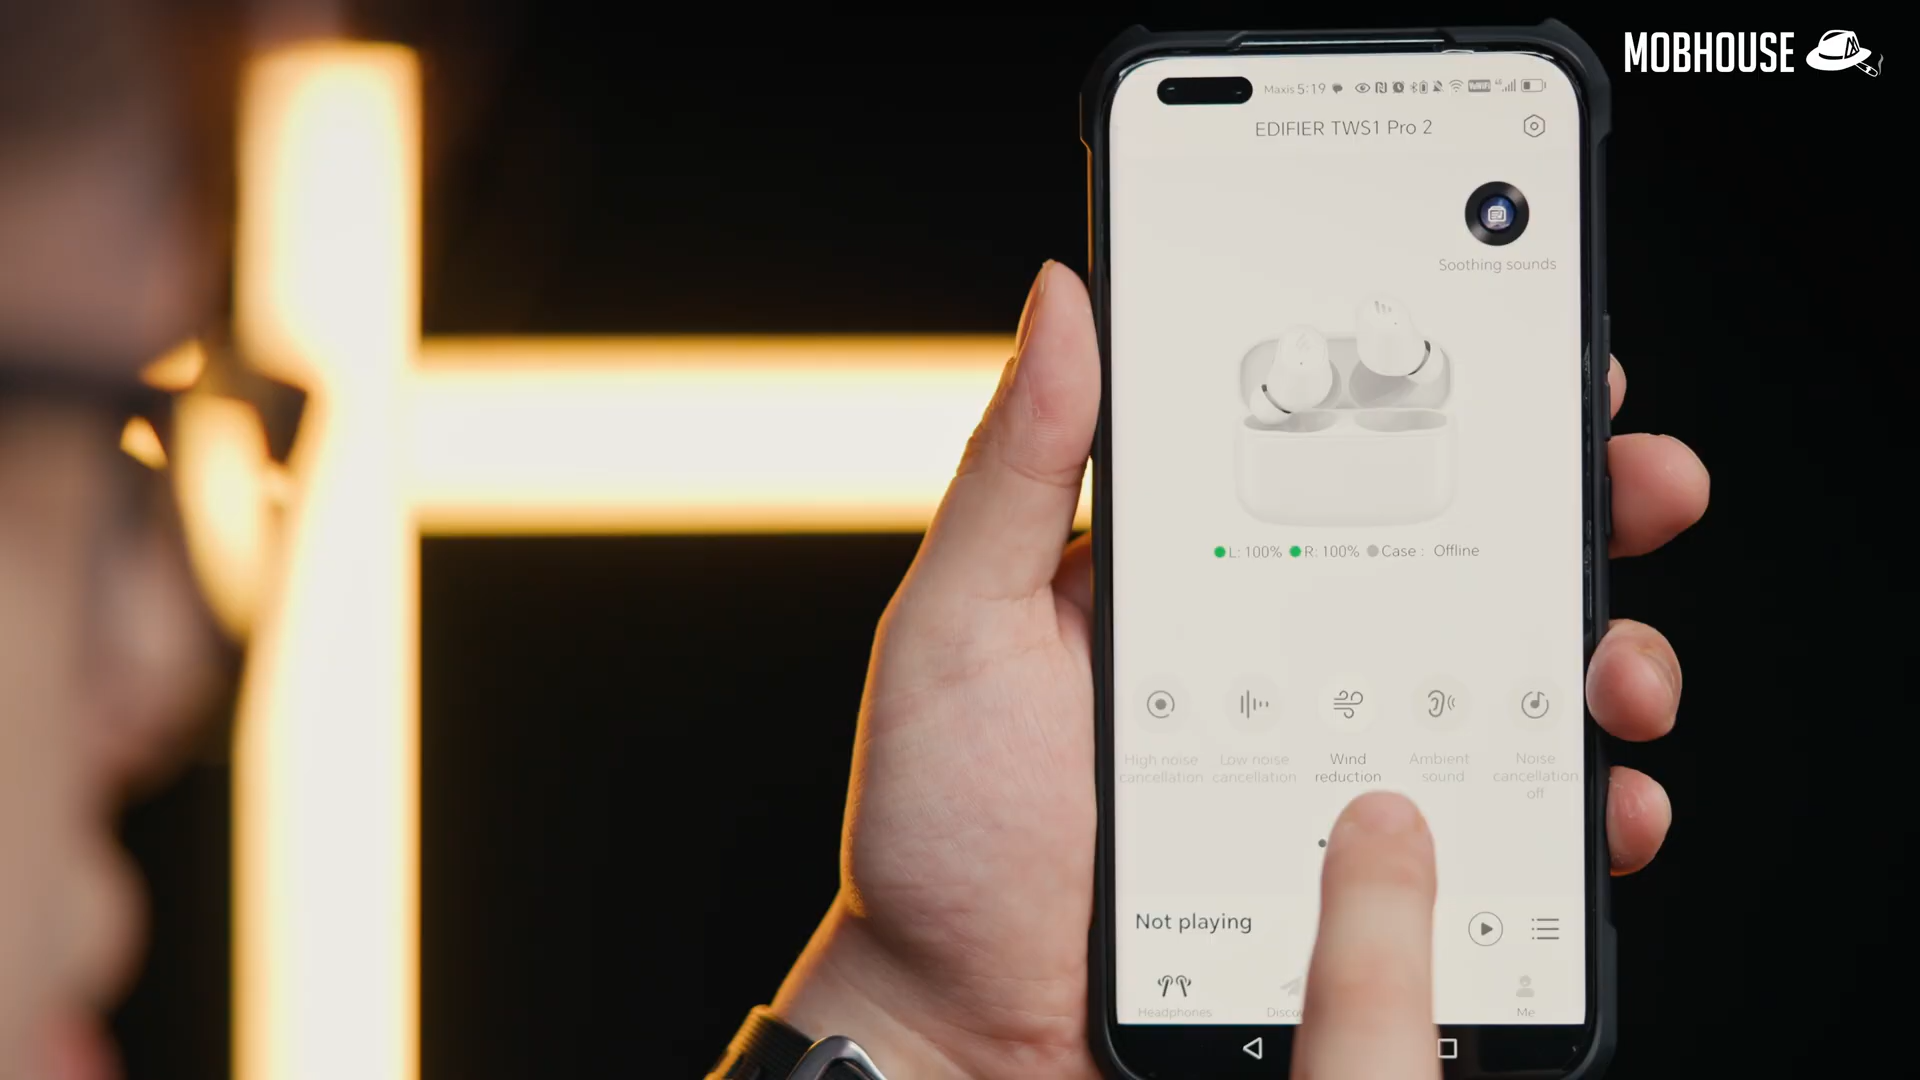 MOBHOUSE
Maxis 5:19
EDIFIER TWS1 Pro 2
Soothing sounds
L: 100% R: 100% Case : Offline
High noise cancellation
Low noise cancellation
Wind reduction
Ambient sound
Noise cancellation off
Not playing
Headphones
Me